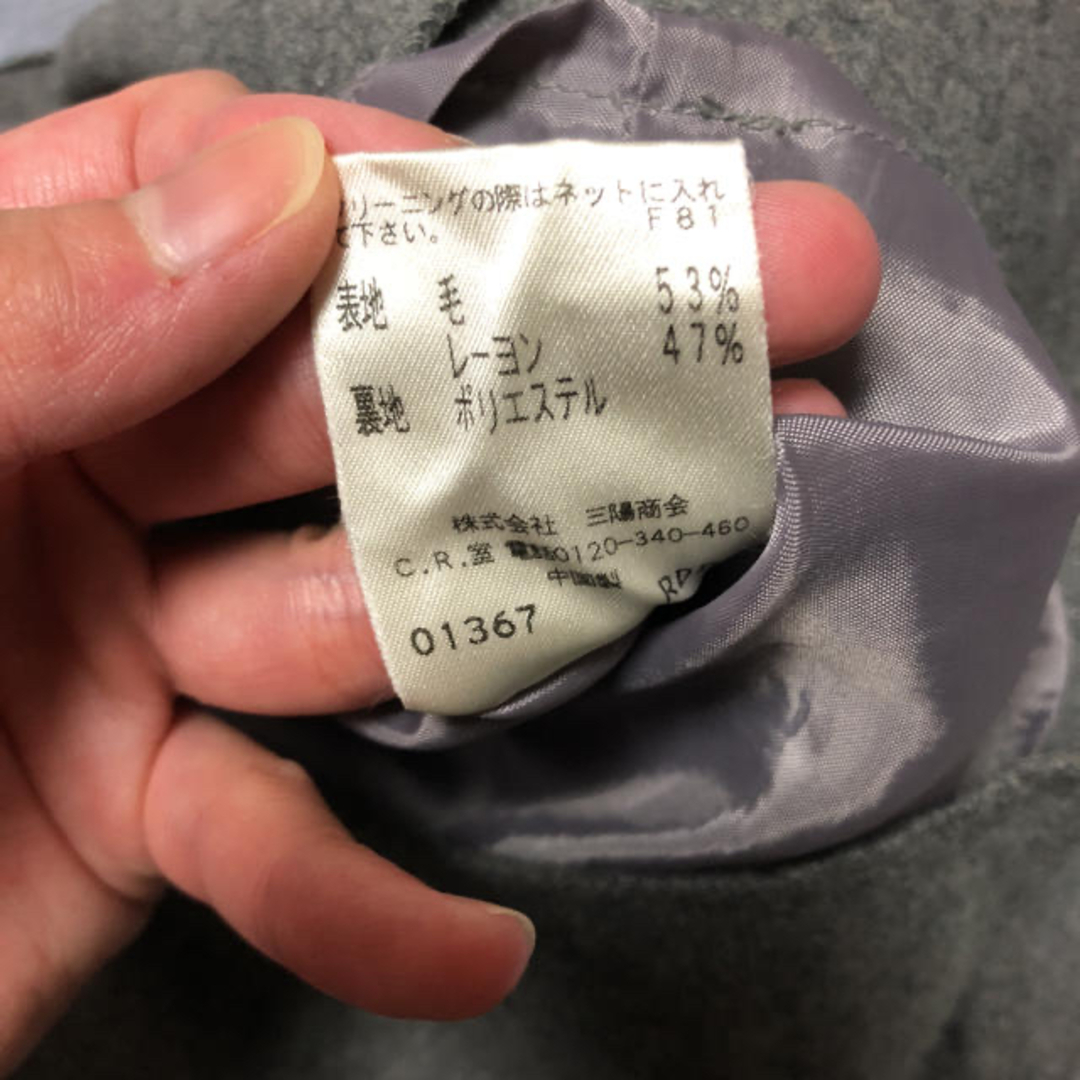 リーニングの際はネットに入れ
て下さい。 F81
表地 毛 53%
レーヨン 47%
裏地 ポリエステル
株式会社 三陽商会
C.R.室 電話0120-340-460
中国製
01367